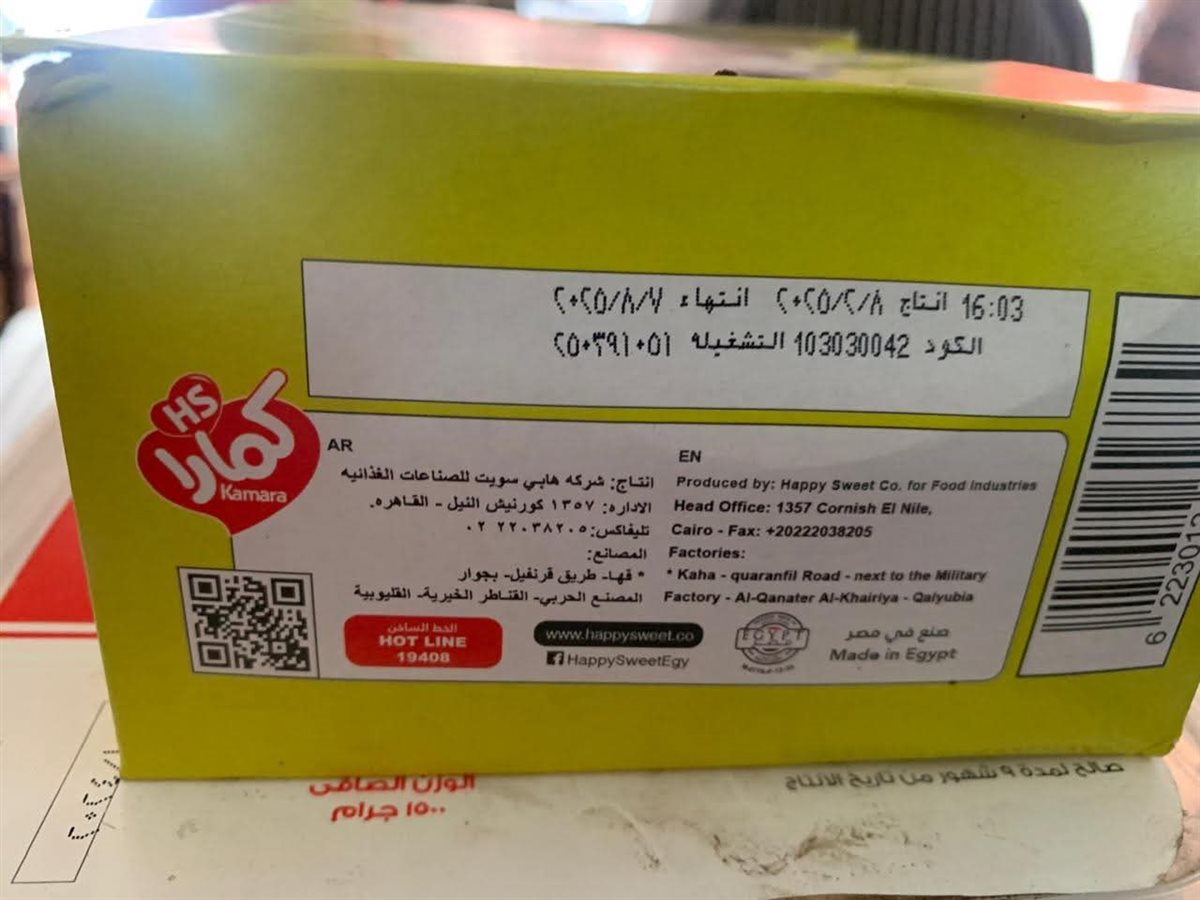 16:03 انتاج ٢٠٢٥/٢/٨ انتهاء ٢٠٢٥/٨/٧
الكود 103030042 التشغيله ٢٥٠٣٩١٠٥١
HS
كمارا
Kamara
AR
انتاج: شركه هابي سويت للصناعات الغذائيه
الاداره: ١٣٥٧ كورنيش النيل - القاهره.
تليفاكس: ٢٢٠٣٨٢٠٥ ٠٢
المصانع:
* قها- طريق قرنفيل- بجوار
المصنع الحربي- القناطر الخيرية- القليوبية
EN
Produced by: Happy Sweet Co. for Food Industries
Head Office: 1357 Cornish El Nile,
Cairo - Fax: +20222038205
Factories:
* Kaha - quaranfil Road - next to the Military
Factory - Al-Qanater Al-Khairiya - Qalyubia
الخط الساخن
HOT LINE
19408
www.happysweet.co
HappySweetEgy
EGYPT
صنع في مصر
Made in Egypt
صالح لمدة ٩ شهور من تاريخ الانتاج
الوزن الصافى
١٥٠٠ جرام